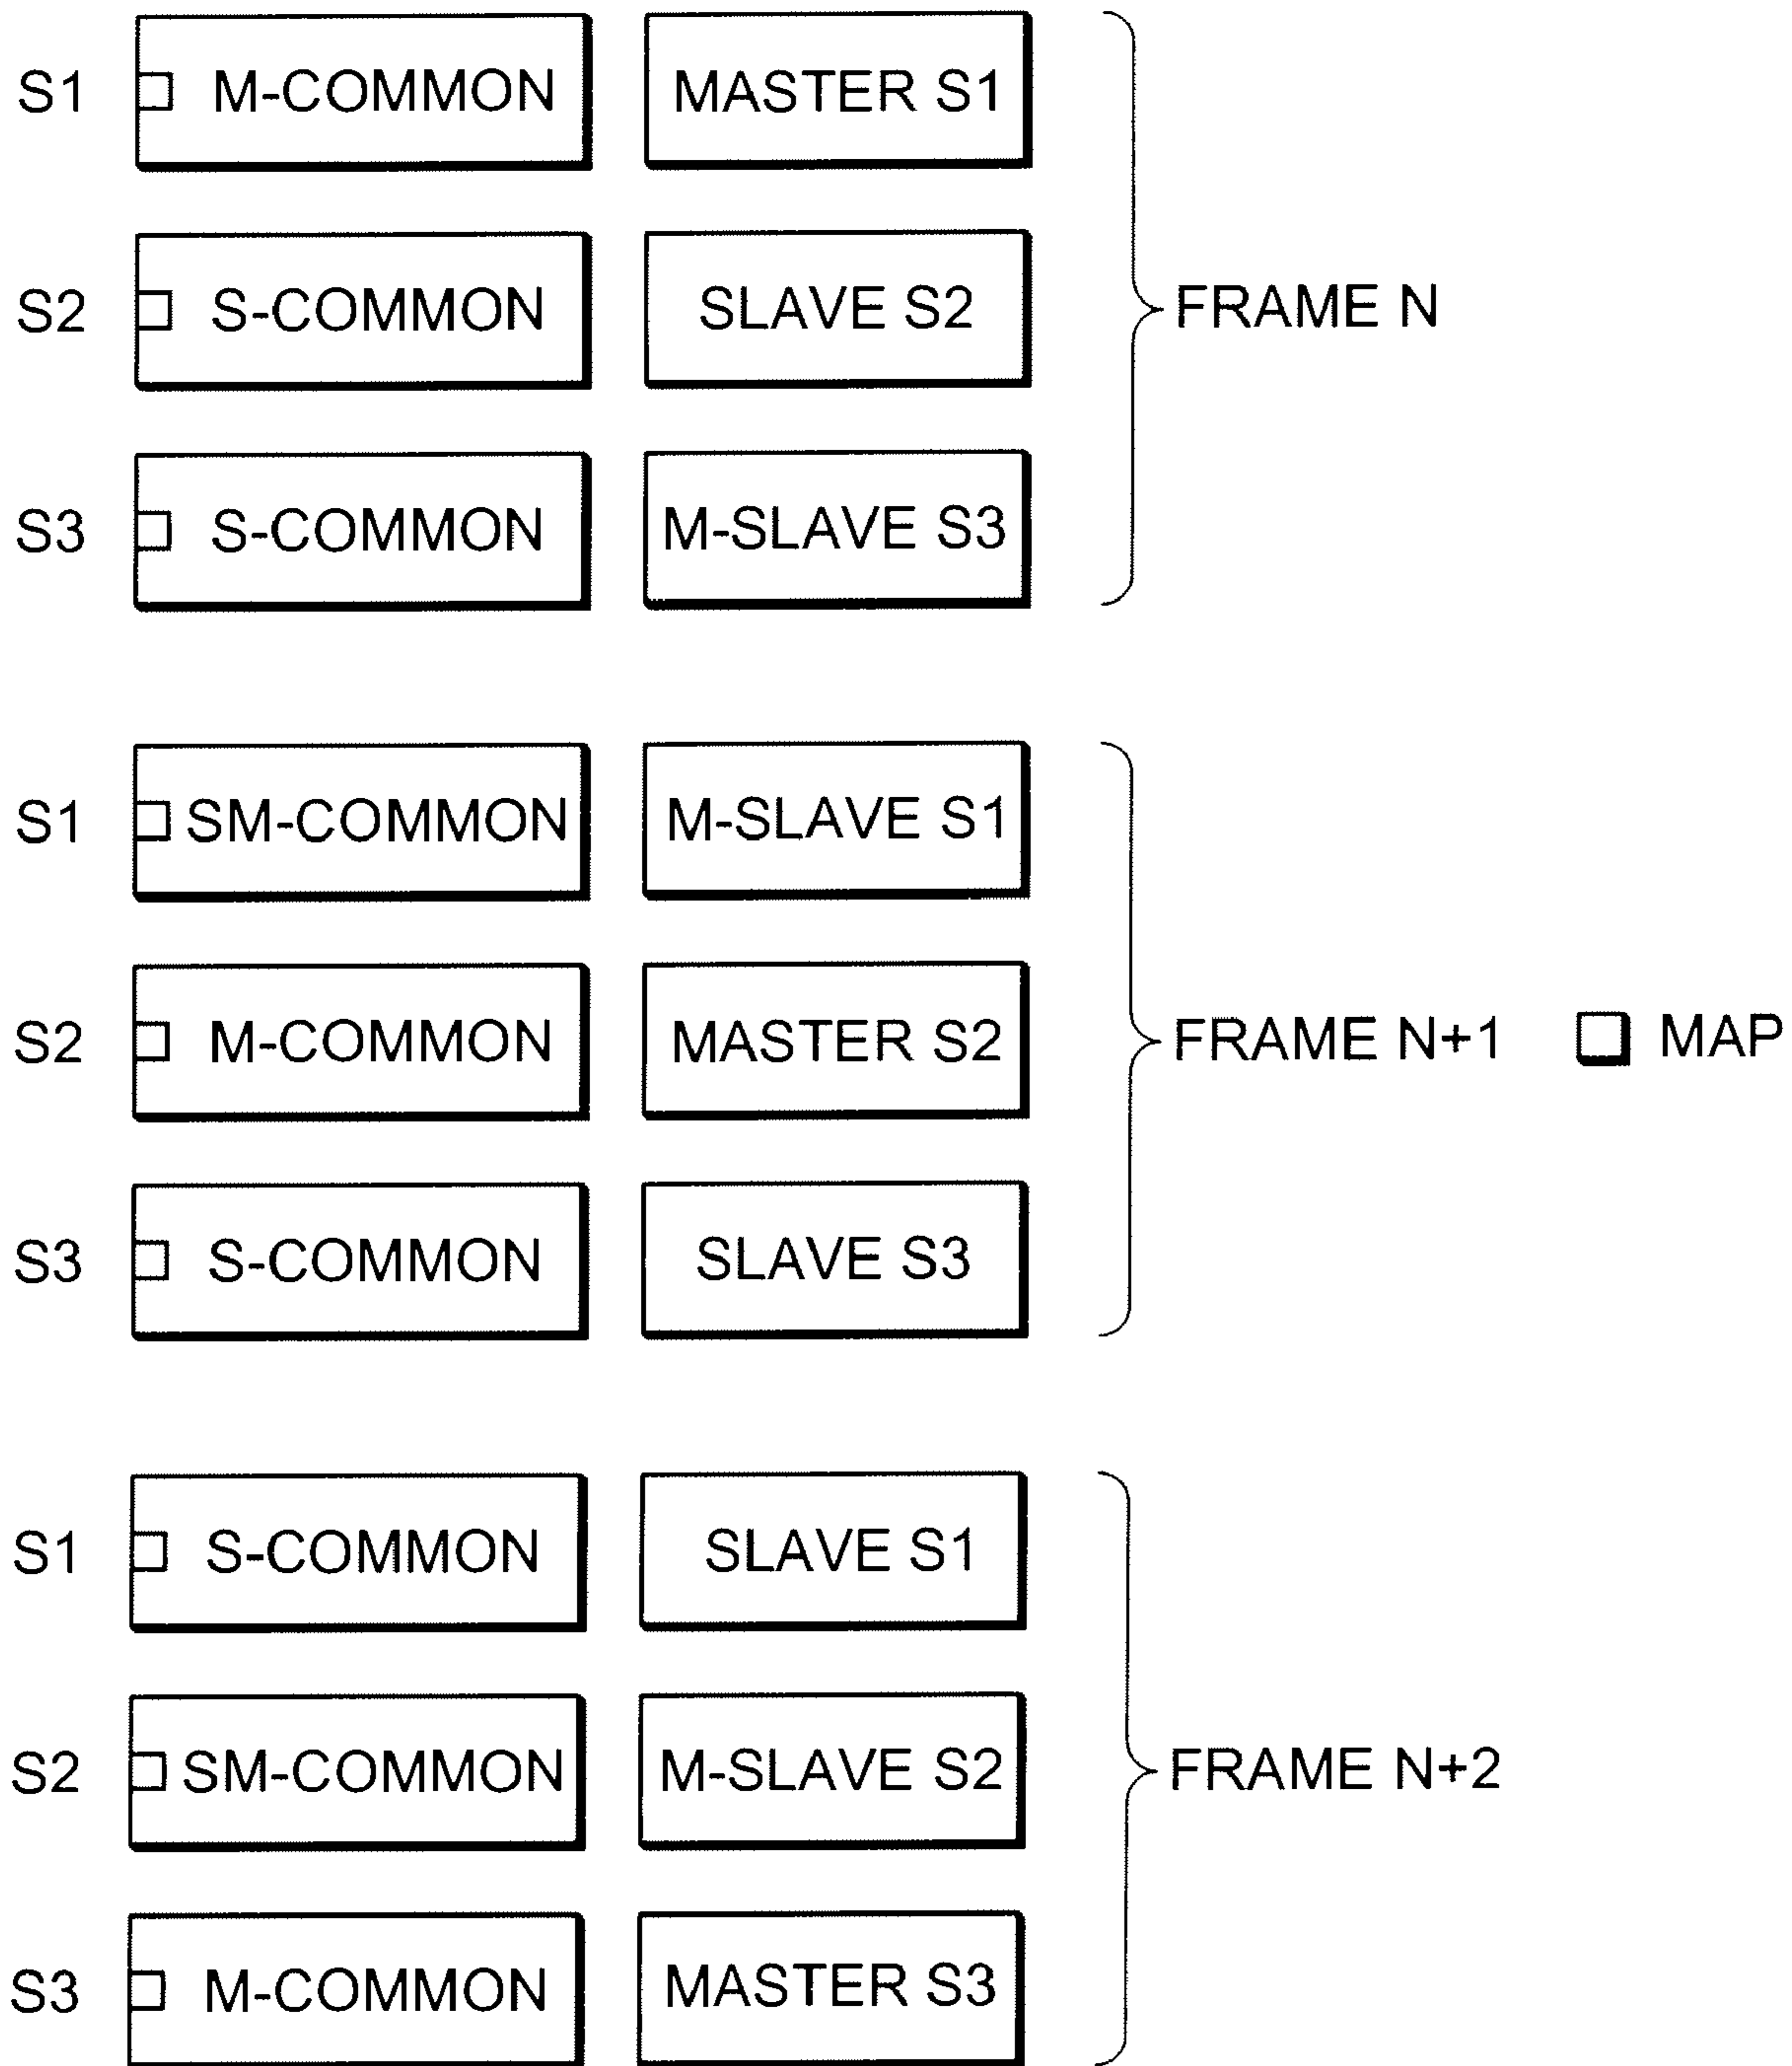 S1 M-COMMON MASTER S1
S2 S-COMMON SLAVE S2
FRAME N
S3 S-COMMON M-SLAVE S3
S1 SM-COMMON M-SLAVE S1
S2 M-COMMON MASTER S2
FRAME N+1 MAP
S3 S-COMMON SLAVE S3
S1 S-COMMON SLAVE S1
S2 SM-COMMON M-SLAVE S2
FRAME N+2
S3 M-COMMON MASTER S3